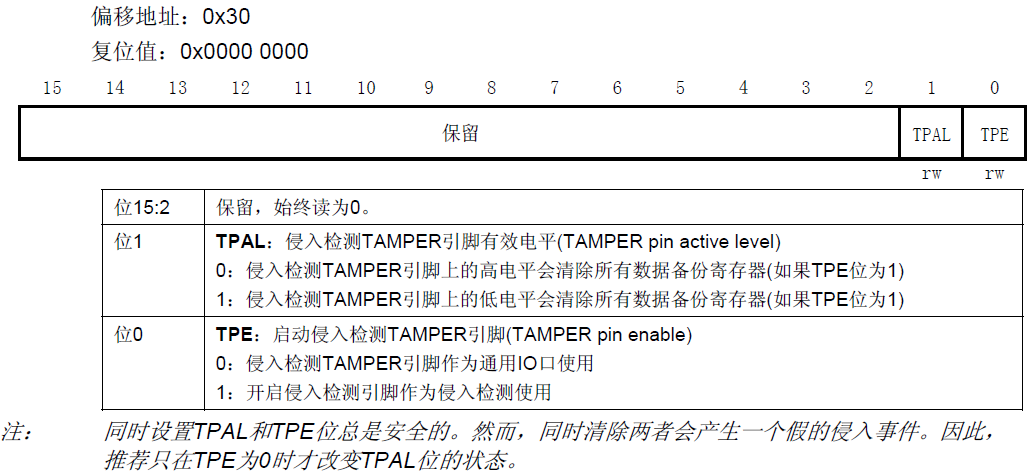 偏移地址：0x30
复位值：0x0000 0000
15 14 13 12 11 10 9 8 7 6 5 4 3 2 1 0
保留 TPAL TPE
rw rw
位15:2 保留，始终读为0。
位1 TPAL：侵入检测TAMPER引脚有效电平(TAMPER pin active level)
0：侵入检测TAMPER引脚上的高电平会清除所有数据备份寄存器(如果TPE位为1)
1：侵入检测TAMPER引脚上的低电平会清除所有数据备份寄存器(如果TPE位为1)
位0 TPE：启动侵入检测TAMPER引脚(TAMPER pin enable)
0：侵入检测TAMPER引脚作为通用IO口使用
1：开启侵入检测引脚作为侵入检测使用
注： 同时设置TPAL和TPE位总是安全的。然而，同时清除两者会产生一个假的侵入事件。因此，
推荐只在TPE为0时才改变TPAL位的状态。